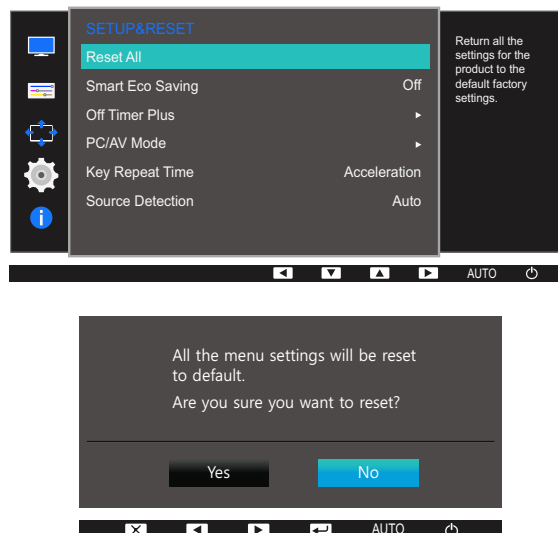 SETUP&RESET
Reset All
Smart Eco Saving Off
Off Timer Plus
PC/AV Mode
Key Repeat Time Acceleration
Source Detection Auto
Return all the
settings for the
product to the
default factory
settings.
AUTO
All the menu settings will be reset
to default.
Are you sure you want to reset?
Yes No
AUTO